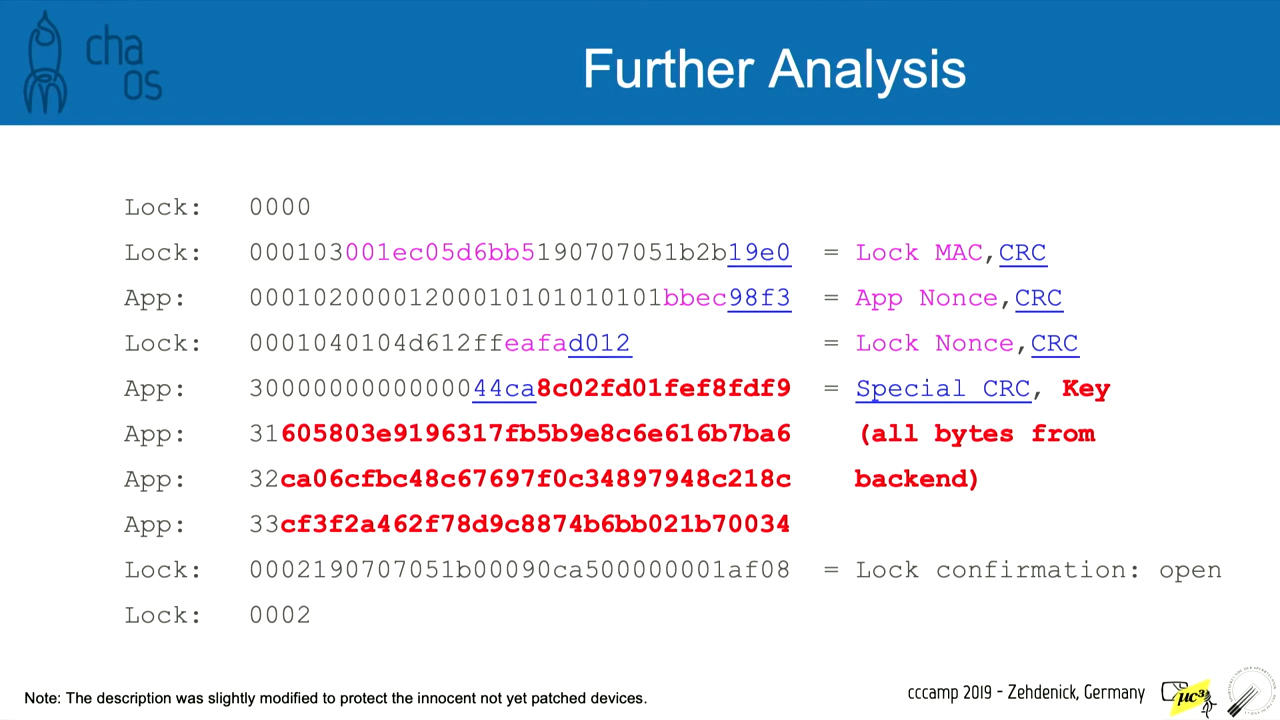 cha
os
Further Analysis
Lock: 0000
Lock: 000103001ec05d6bb5190707051b2b19e0 = Lock MAC,CRC
App: 00010200001200010101010101bbec98f3 = App Nonce,CRC
Lock: 0001040104d612ffeafad012 = Lock Nonce,CRC
App: 3000000000000044ca8c02fd01fef8fdf9 = Special CRC, Key
App: 31605803e9196317fb5b9e8c6e616b7ba6 (all bytes from
App: 32ca06cfbc48c67697f0c34897948c218c backend)
App: 33cf3f2a462f78d9c8874b6bb021b70034
Lock: 0002190707051b00090ca500000001af08 = Lock confirmation: open
Lock: 0002
Note: The description was slightly modified to protect the innocent not yet patched devices.
cccamp 2019 - Zehdenick, Germany
µc³